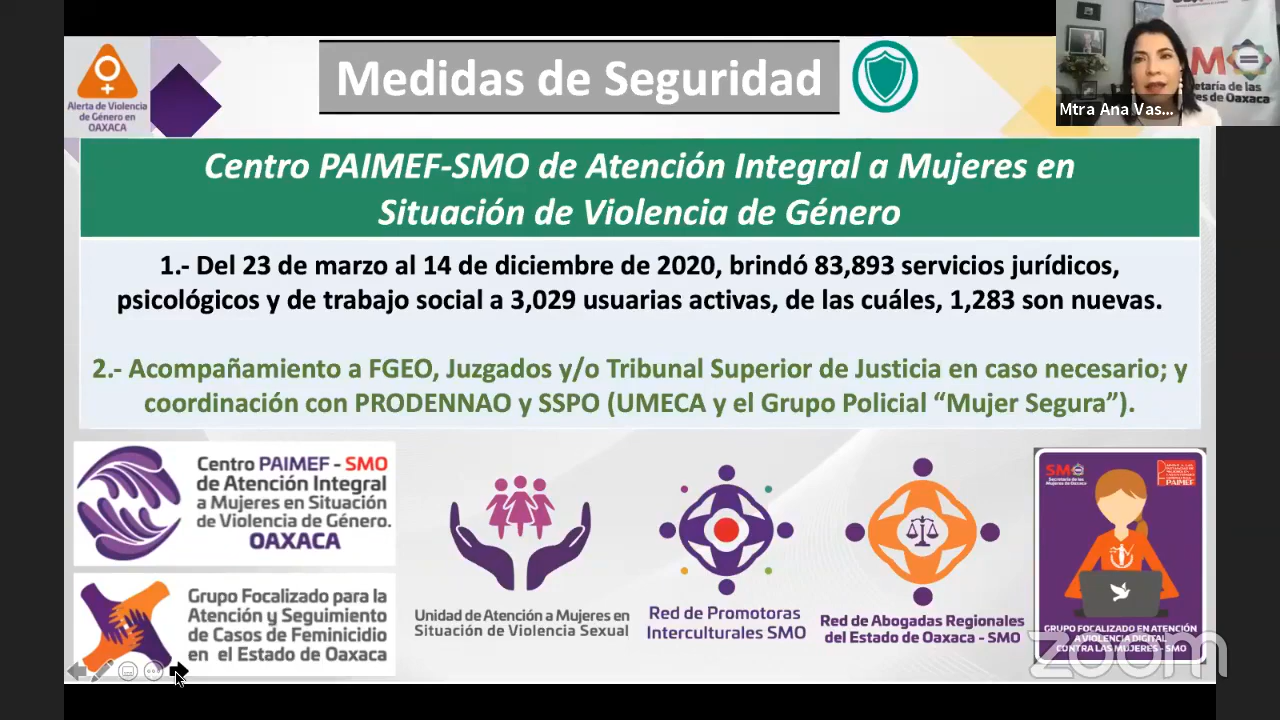 Alerta de Violencia
de Género en
OAXACA
Medidas de Seguridad
SMO
Mtra Ana Vas...
Centro PAIMEF-SMO de Atención Integral a Mujeres en
Situación de Violencia de Género
1.- Del 23 de marzo al 14 de diciembre de 2020, brindó 83,893 servicios jurídicos,
psicológicos y de trabajo social a 3,029 usuarias activas, de las cuáles, 1,283 son nuevas.
2.- Acompañamiento a FGEO, Juzgados y/o Tribunal Superior de Justicia en caso necesario; y
coordinación con PRODENNAO y SSPO (UMECA y el Grupo Policial “Mujer Segura”).
Centro PAIMEF - SMO
de Atención Integral
a Mujeres en Situación
de Violencia de Género.
OAXACA
Grupo Focalizado para la
Atención y Seguimiento
de Casos de Feminicidio
en el Estado de Oaxaca
Unidad de Atención a Mujeres en
Situación de Violencia Sexual
Red de Promotoras
Interculturales SMO
Red de Abogadas Regionales
del Estado de Oaxaca - SMO
SMO
Secretaría de las
Mujeres de Oaxaca
PAIMEF
GRUPO FOCALIZADO EN ATENCIÓN
A VIOLENCIA DIGITAL
CONTRA LAS MUJERES - SMO
zoom